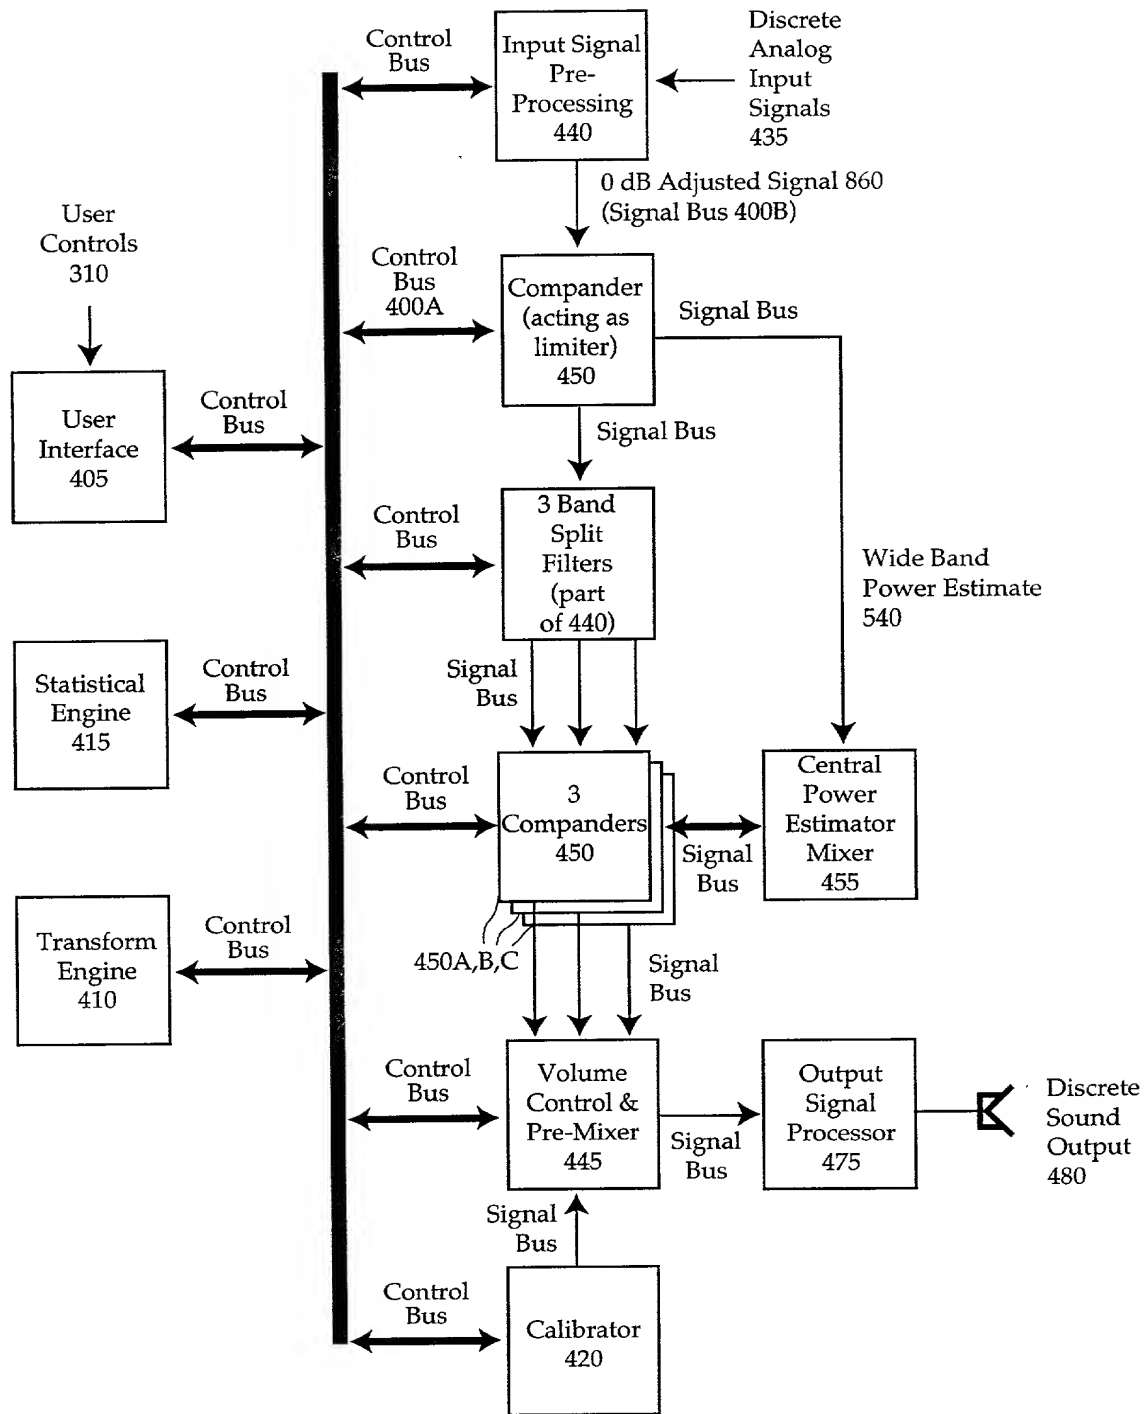 Control
Bus
Input Signal
Pre-
Processing
440
Discrete
Analog
Input
Signals
435
0 dB Adjusted Signal 860
(Signal Bus 400B)
User
Controls
310
Control
Bus
400A
Compander
(acting as
limiter)
450
Signal Bus
User
Interface
405
Control
Bus
Signal Bus
Control
Bus
3 Band
Split
Filters
(part
of 440)
Wide Band
Power Estimate
540
Statistical
Engine
415
Control
Bus
Signal
Bus
Control
Bus
3
Companders
450
Signal
Bus
Central
Power
Estimator
Mixer
455
Transform
Engine
410
Control
Bus
450A,B,C
Signal
Bus
Control
Bus
Volume
Control &
Pre-Mixer
445
Signal
Bus
Output
Signal
Processor
475
Discrete
Sound
Output
480
Signal
Bus
Control
Bus
Calibrator
420